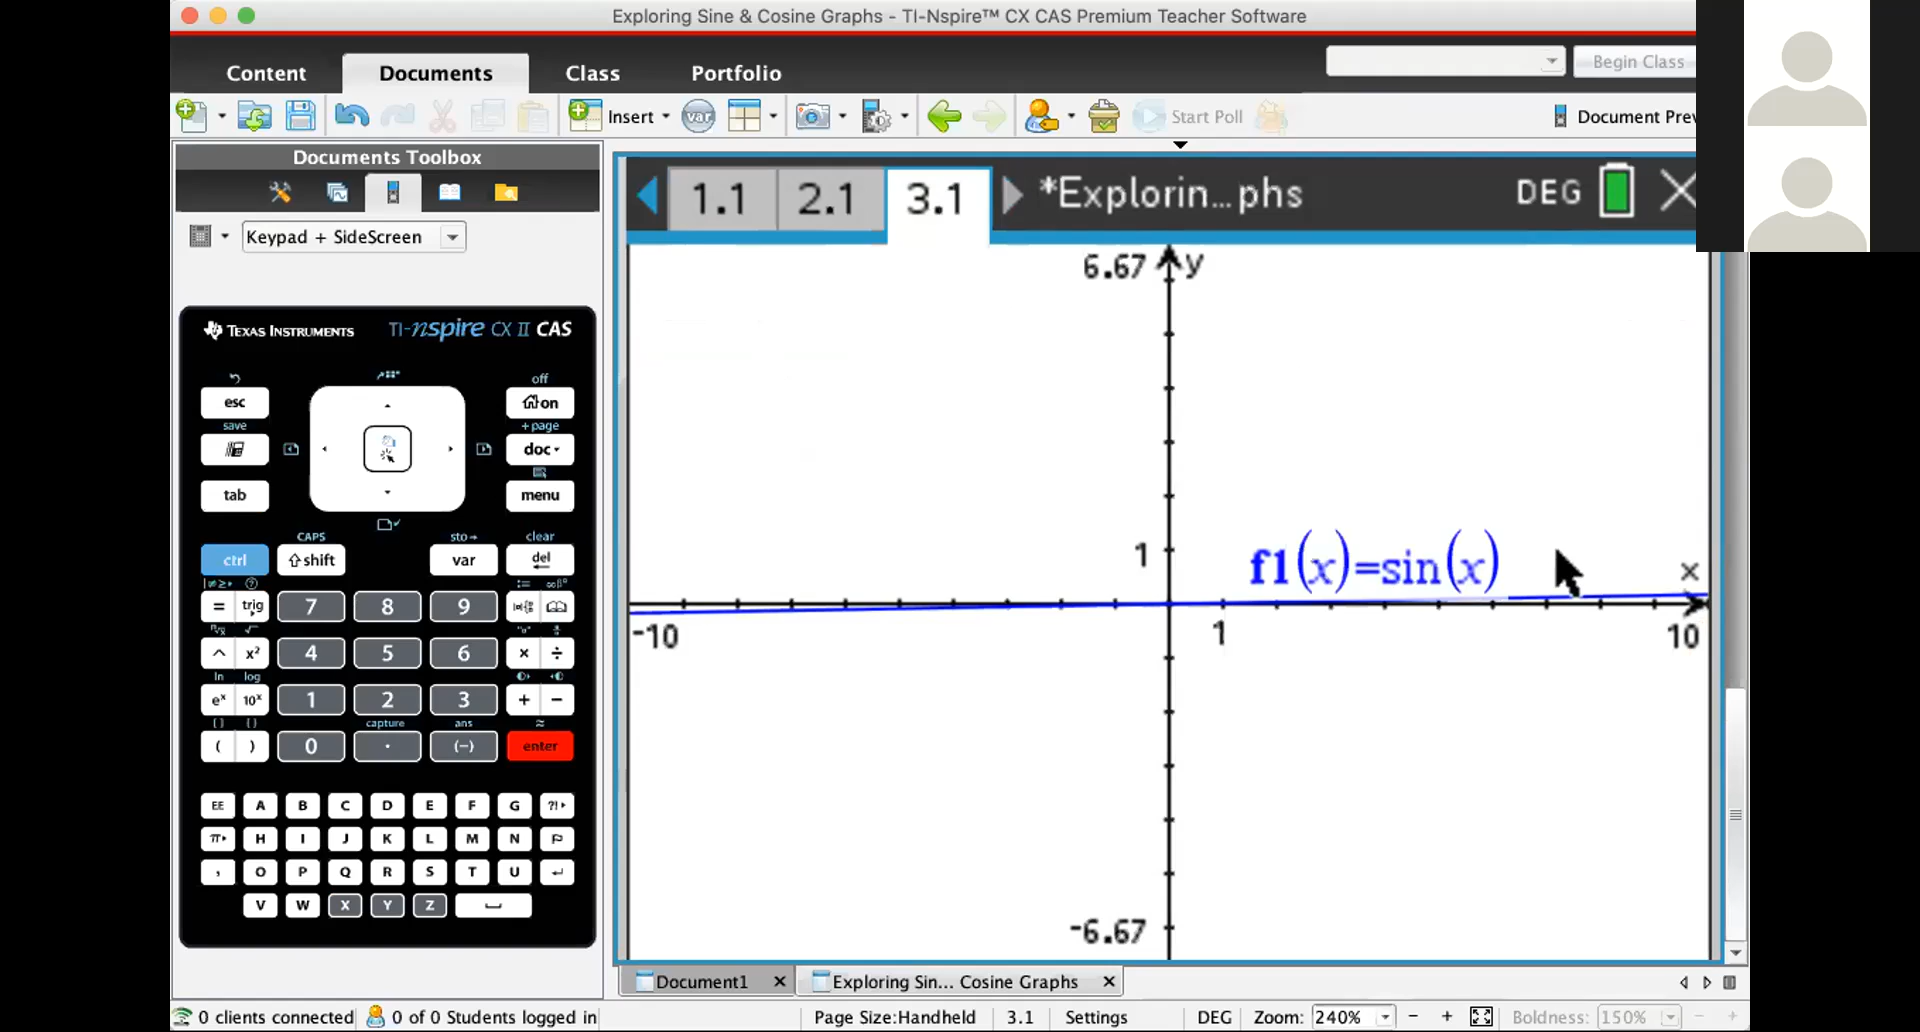 Exploring Sine & Cosine Graphs - TI-Nspire™ CX CAS Premium Teacher Software
Content Documents Class Portfolio Begin Class
Insert var Start Poll Document Prev
Documents Toolbox
Keypad + SideScreen
1.1 2.1 3.1 *Explorin...phs DEG
TEXAS INSTRUMENTS TI-nspire CX II CAS
off
esc on
save + page
doc
tab menu
CAPS sto→ clear
ctrl shift var del
= trig 7 8 9
^ x² 4 5 6 × ÷
ln log
eˣ 10ˣ 1 2 3 + −
capture ans ≈
( ) 0 . (−) enter
EE A B C D E F G ?!▸
π▸ H I J K L M N
, O P Q R S T U
V W X Y Z
6.67 y
1
f1(x)=sin(x)
x
-10 1 10
-6.67
Document1 Exploring Sin... Cosine Graphs
0 clients connected 0 of 0 Students logged in Page Size:Handheld 3.1 Settings DEG Zoom: 240% − + Boldness: 150% − +